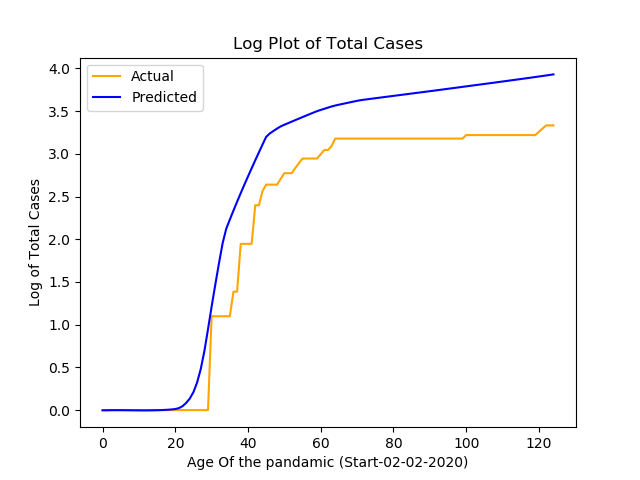 Log Plot of Total Cases
Actual
Predicted
4.0
3.5
3.0
2.5
2.0
1.5
1.0
0.5
0.0
Log of Total Cases
0 20 40 60 80 100 120
Age Of the pandamic (Start-02-02-2020)